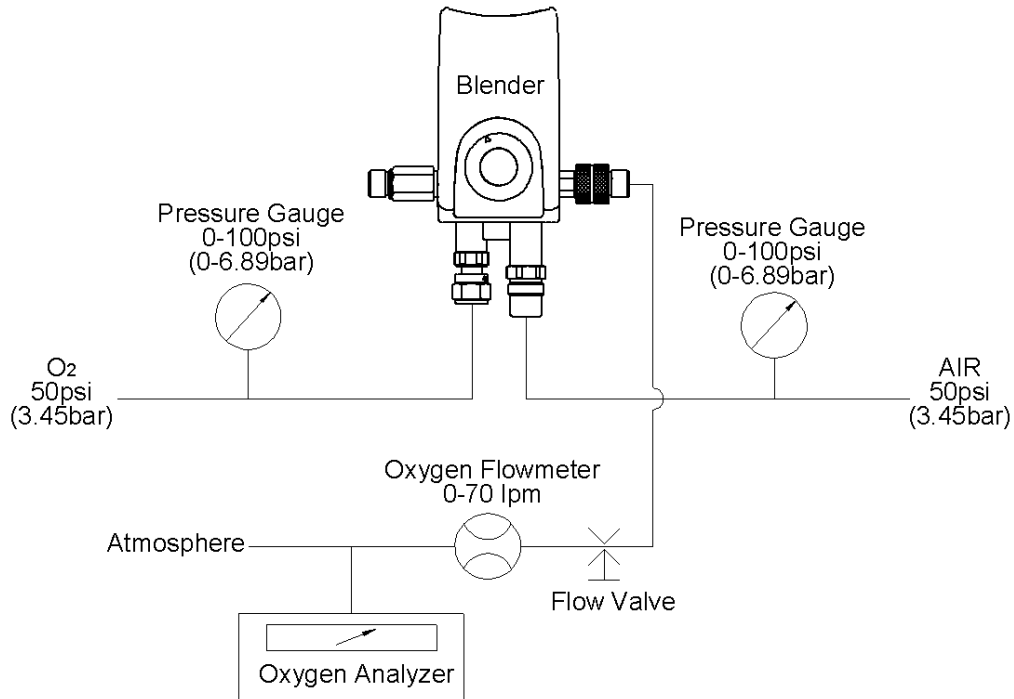 Blender
Pressure Gauge
0-100psi
(0-6.89bar)
Pressure Gauge
0-100psi
(0-6.89bar)
O₂
50psi
(3.45bar)
AIR
50psi
(3.45bar)
Oxygen Flowmeter
0-70 lpm
Atmosphere
Flow Valve
Oxygen Analyzer